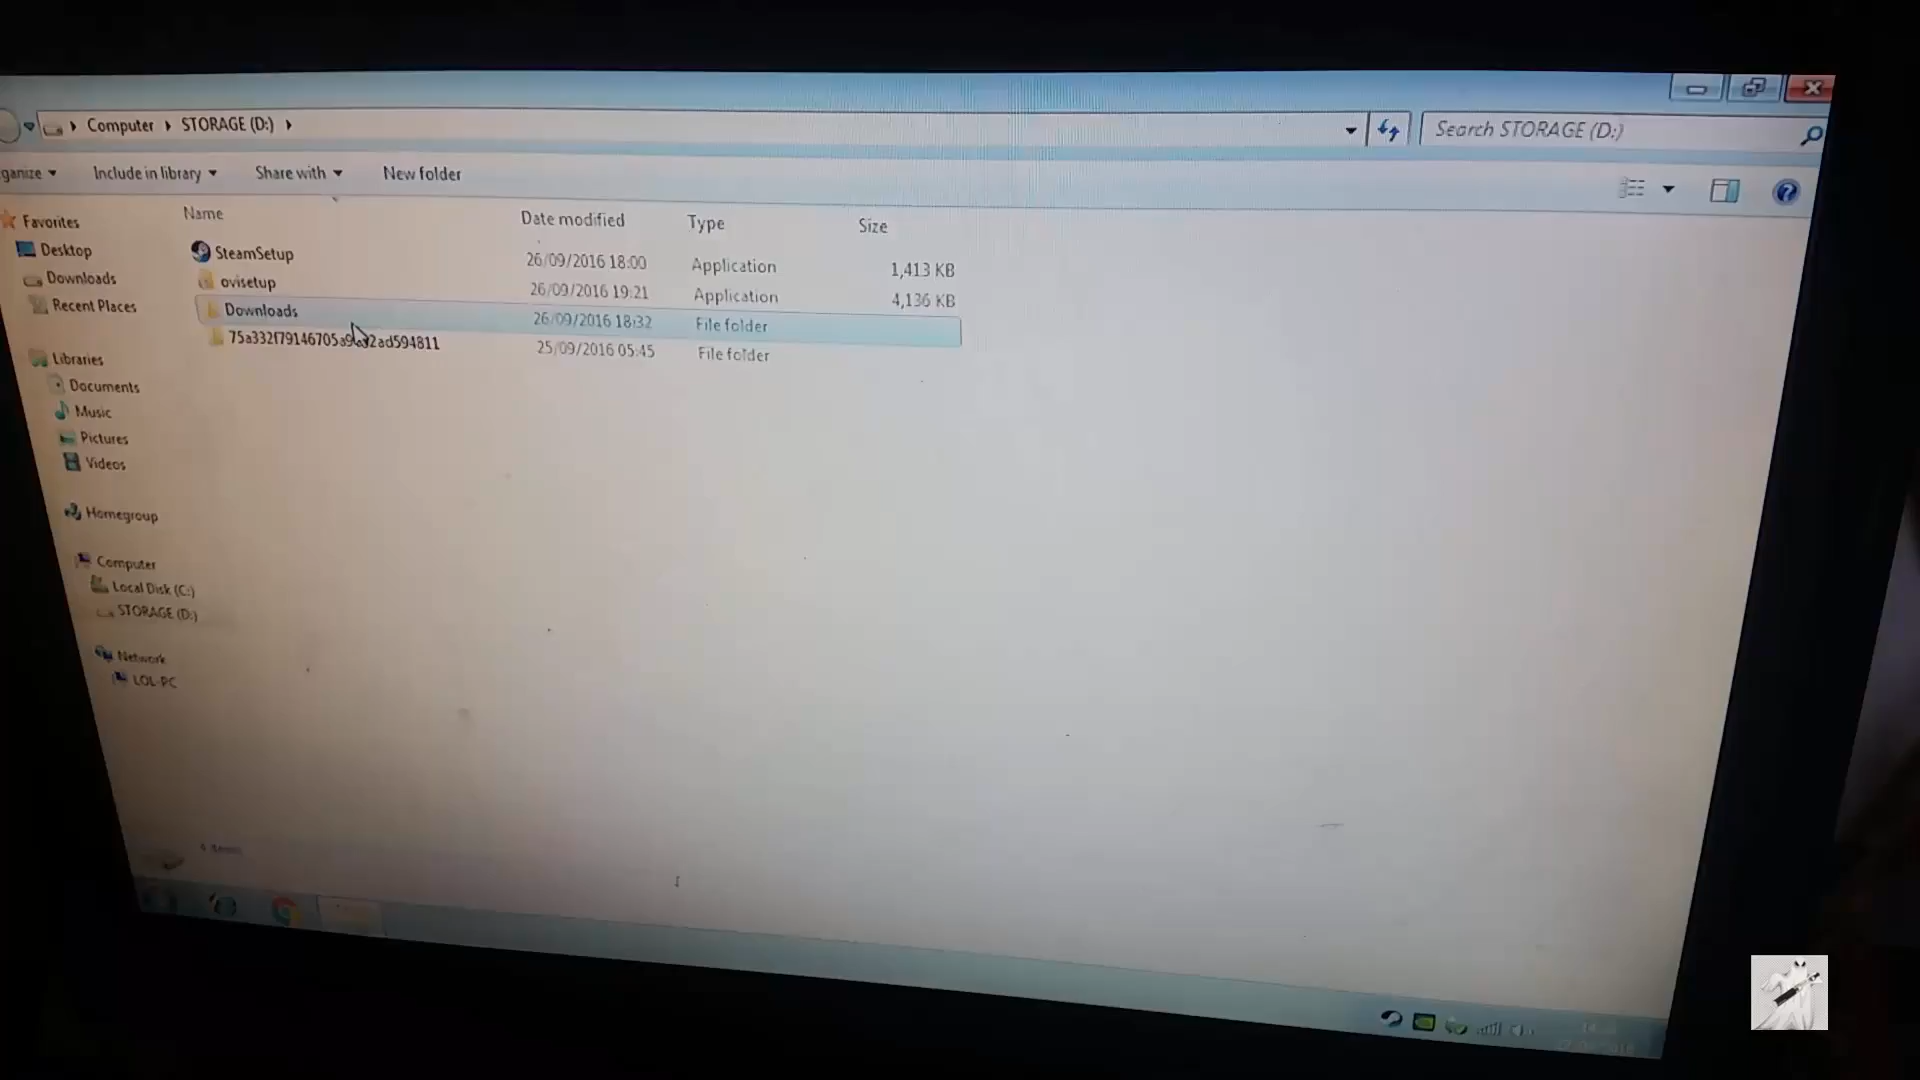 Computer STORAGE (D:)
Search STORAGE (D:)
ganize Include in library Share with New folder
Name Date modified Type Size
SteamSetup 26/09/2016 18:00 Application 1,413 KB
ovisetup 26/09/2016 19:21 Application 4,136 KB
Downloads 26/09/2016 18:32 File folder
25/09/2016 05:45 File folder
Favorites
Desktop
Downloads
Recent Places
Libraries
Documents
Music
Pictures
Videos
Homegroup
Computer
Local Disk (C:)
STORAGE (D:)
Network
LOL-PC
4 items